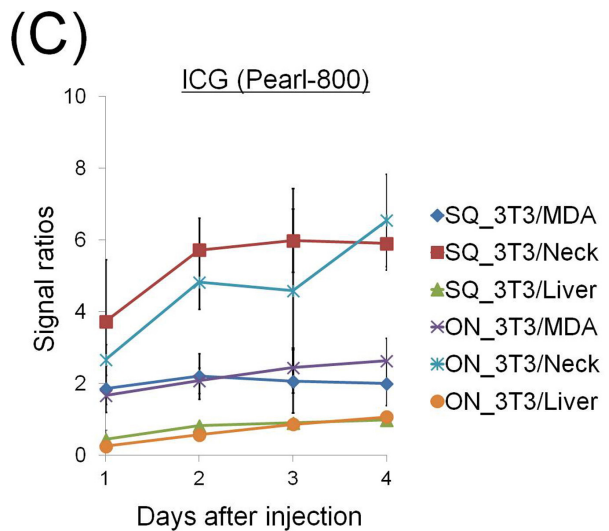 (C)
ICG (Pearl-800)
10
8
6
4
2
0
Signal ratios
1 2 3 4
Days after injection
SQ_3T3/MDA
SQ_3T3/Neck
SQ_3T3/Liver
ON_3T3/MDA
ON_3T3/Neck
ON_3T3/Liver